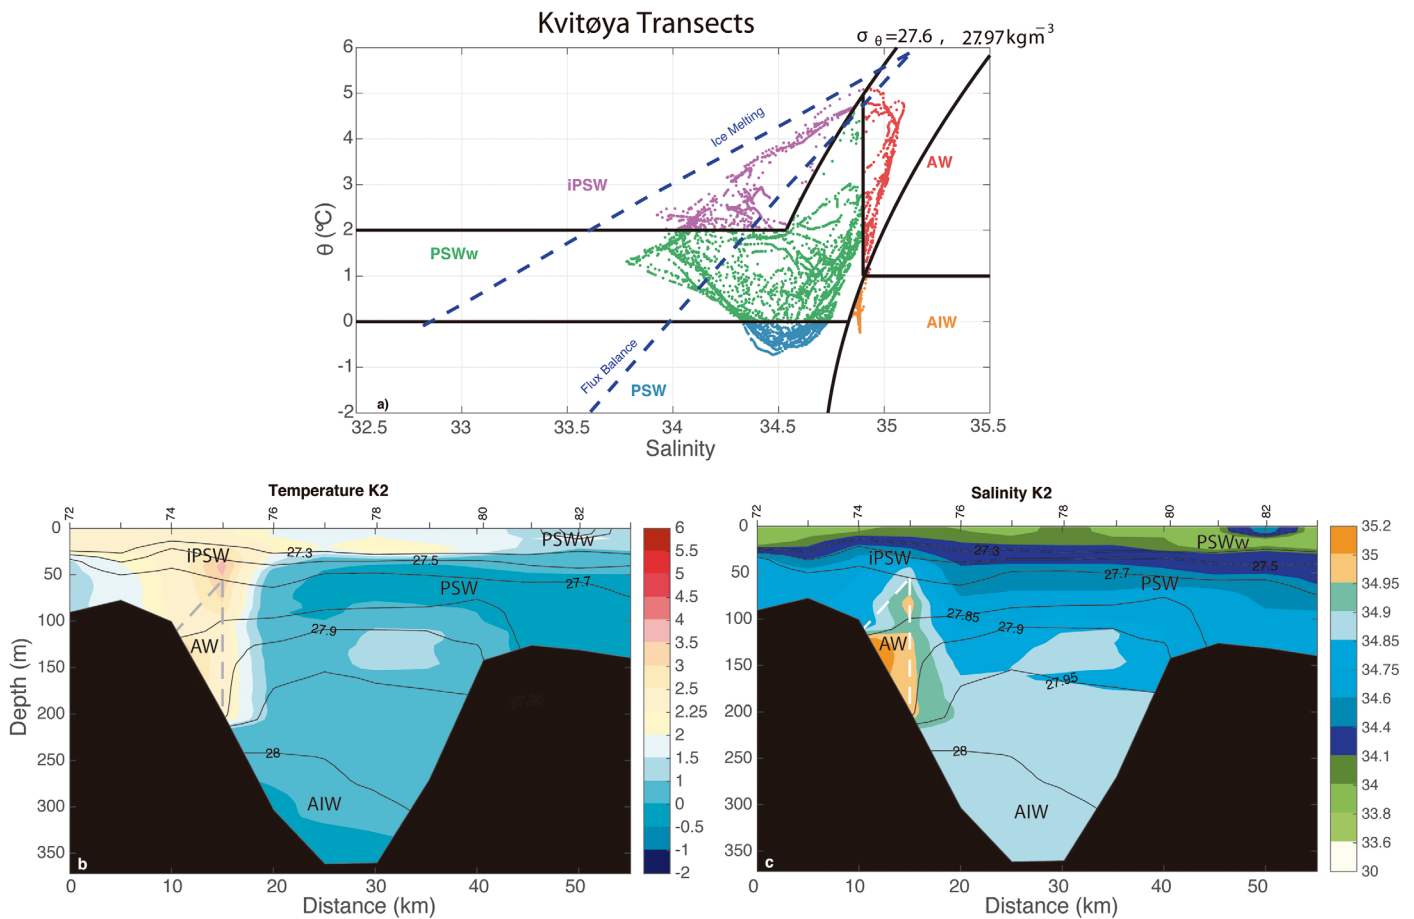 Kvitøya Transects
σ θ=27.6 , 27.97kgm⁻³
6
5
4
3
2
1
0
-1
-2
θ (°C)
Ice Melting
Flux Balance
iPSW
PSWw
PSW
AW
AIW
a)
32.5 33 33.5 34 34.5 35 35.5
Salinity
Temperature K2
72 74 76 78 80 82
0
50
100
150
200
250
300
350
Depth (m)
iPSW
PSWw
PSW
AW
AIW
27.3
27.5
27.7
27.9
28
b
0 10 20 30 40 50
Distance (km)
6
5.5
5
4.5
4
3.5
3
2.5
2.25
2
1.5
1
0
-0.5
-1
-2
Salinity K2
72 74 76 78 80 82
0
50
100
150
200
250
300
350
iPSW
PSWw
PSW
AW
AIW
27.3
27.5
27.7
27.85
27.9
27.95
28
c
0 10 20 30 40 50
Distance (km)
35.2
35
34.95
34.9
34.85
34.75
34.6
34.4
34.1
34
33.8
33.6
30